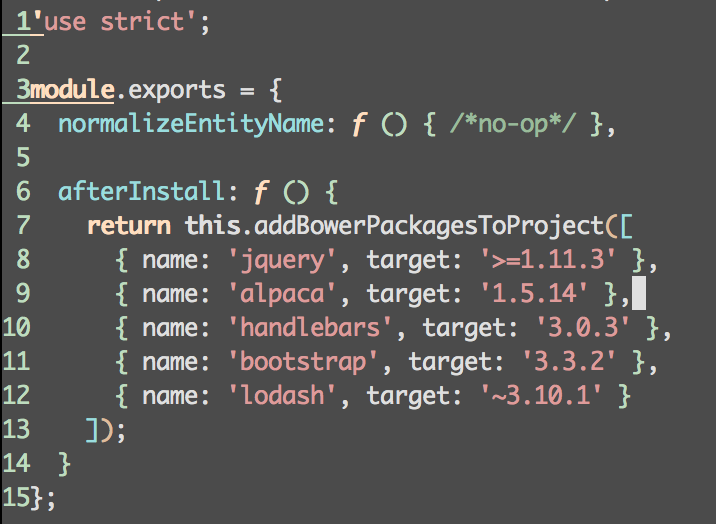 1'use strict';
2
3module.exports = {
4  normalizeEntityName: f () { /*no-op*/ },
5
6  afterInstall: f () {
7    return this.addBowerPackagesToProject([
8      { name: 'jquery', target: '>=1.11.3' },
9      { name: 'alpaca', target: '1.5.14' },
10      { name: 'handlebars', target: '3.0.3' },
11      { name: 'bootstrap', target: '3.3.2' },
12      { name: 'lodash', target: '~3.10.1' }
13    ]);
14  }
15};